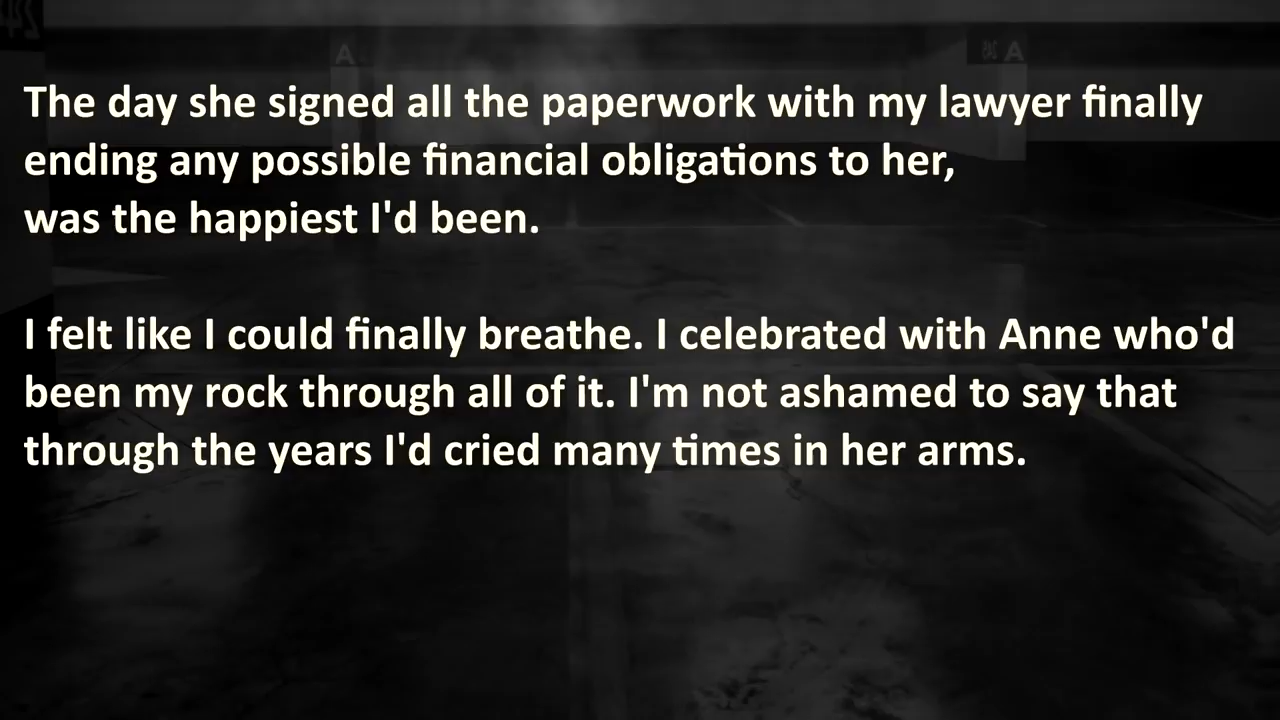 A
A
The day she signed all the paperwork with my lawyer finally
ending any possible financial obligations to her,
was the happiest I'd been.
I felt like I could finally breathe. I celebrated with Anne who'd
been my rock through all of it. I'm not ashamed to say that
through the years I'd cried many times in her arms.